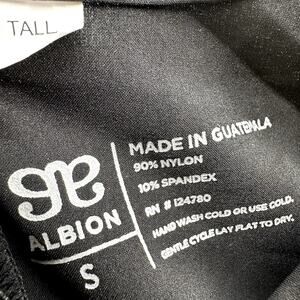 TALL
ALBION
S
MADE IN GUATEMALA
90% NYLON
10% SPANDEX
RN # 124780
HAND WASH COLD OR USE GOLD.
GENTLE CYCLE LAY FLAT TO DRY.